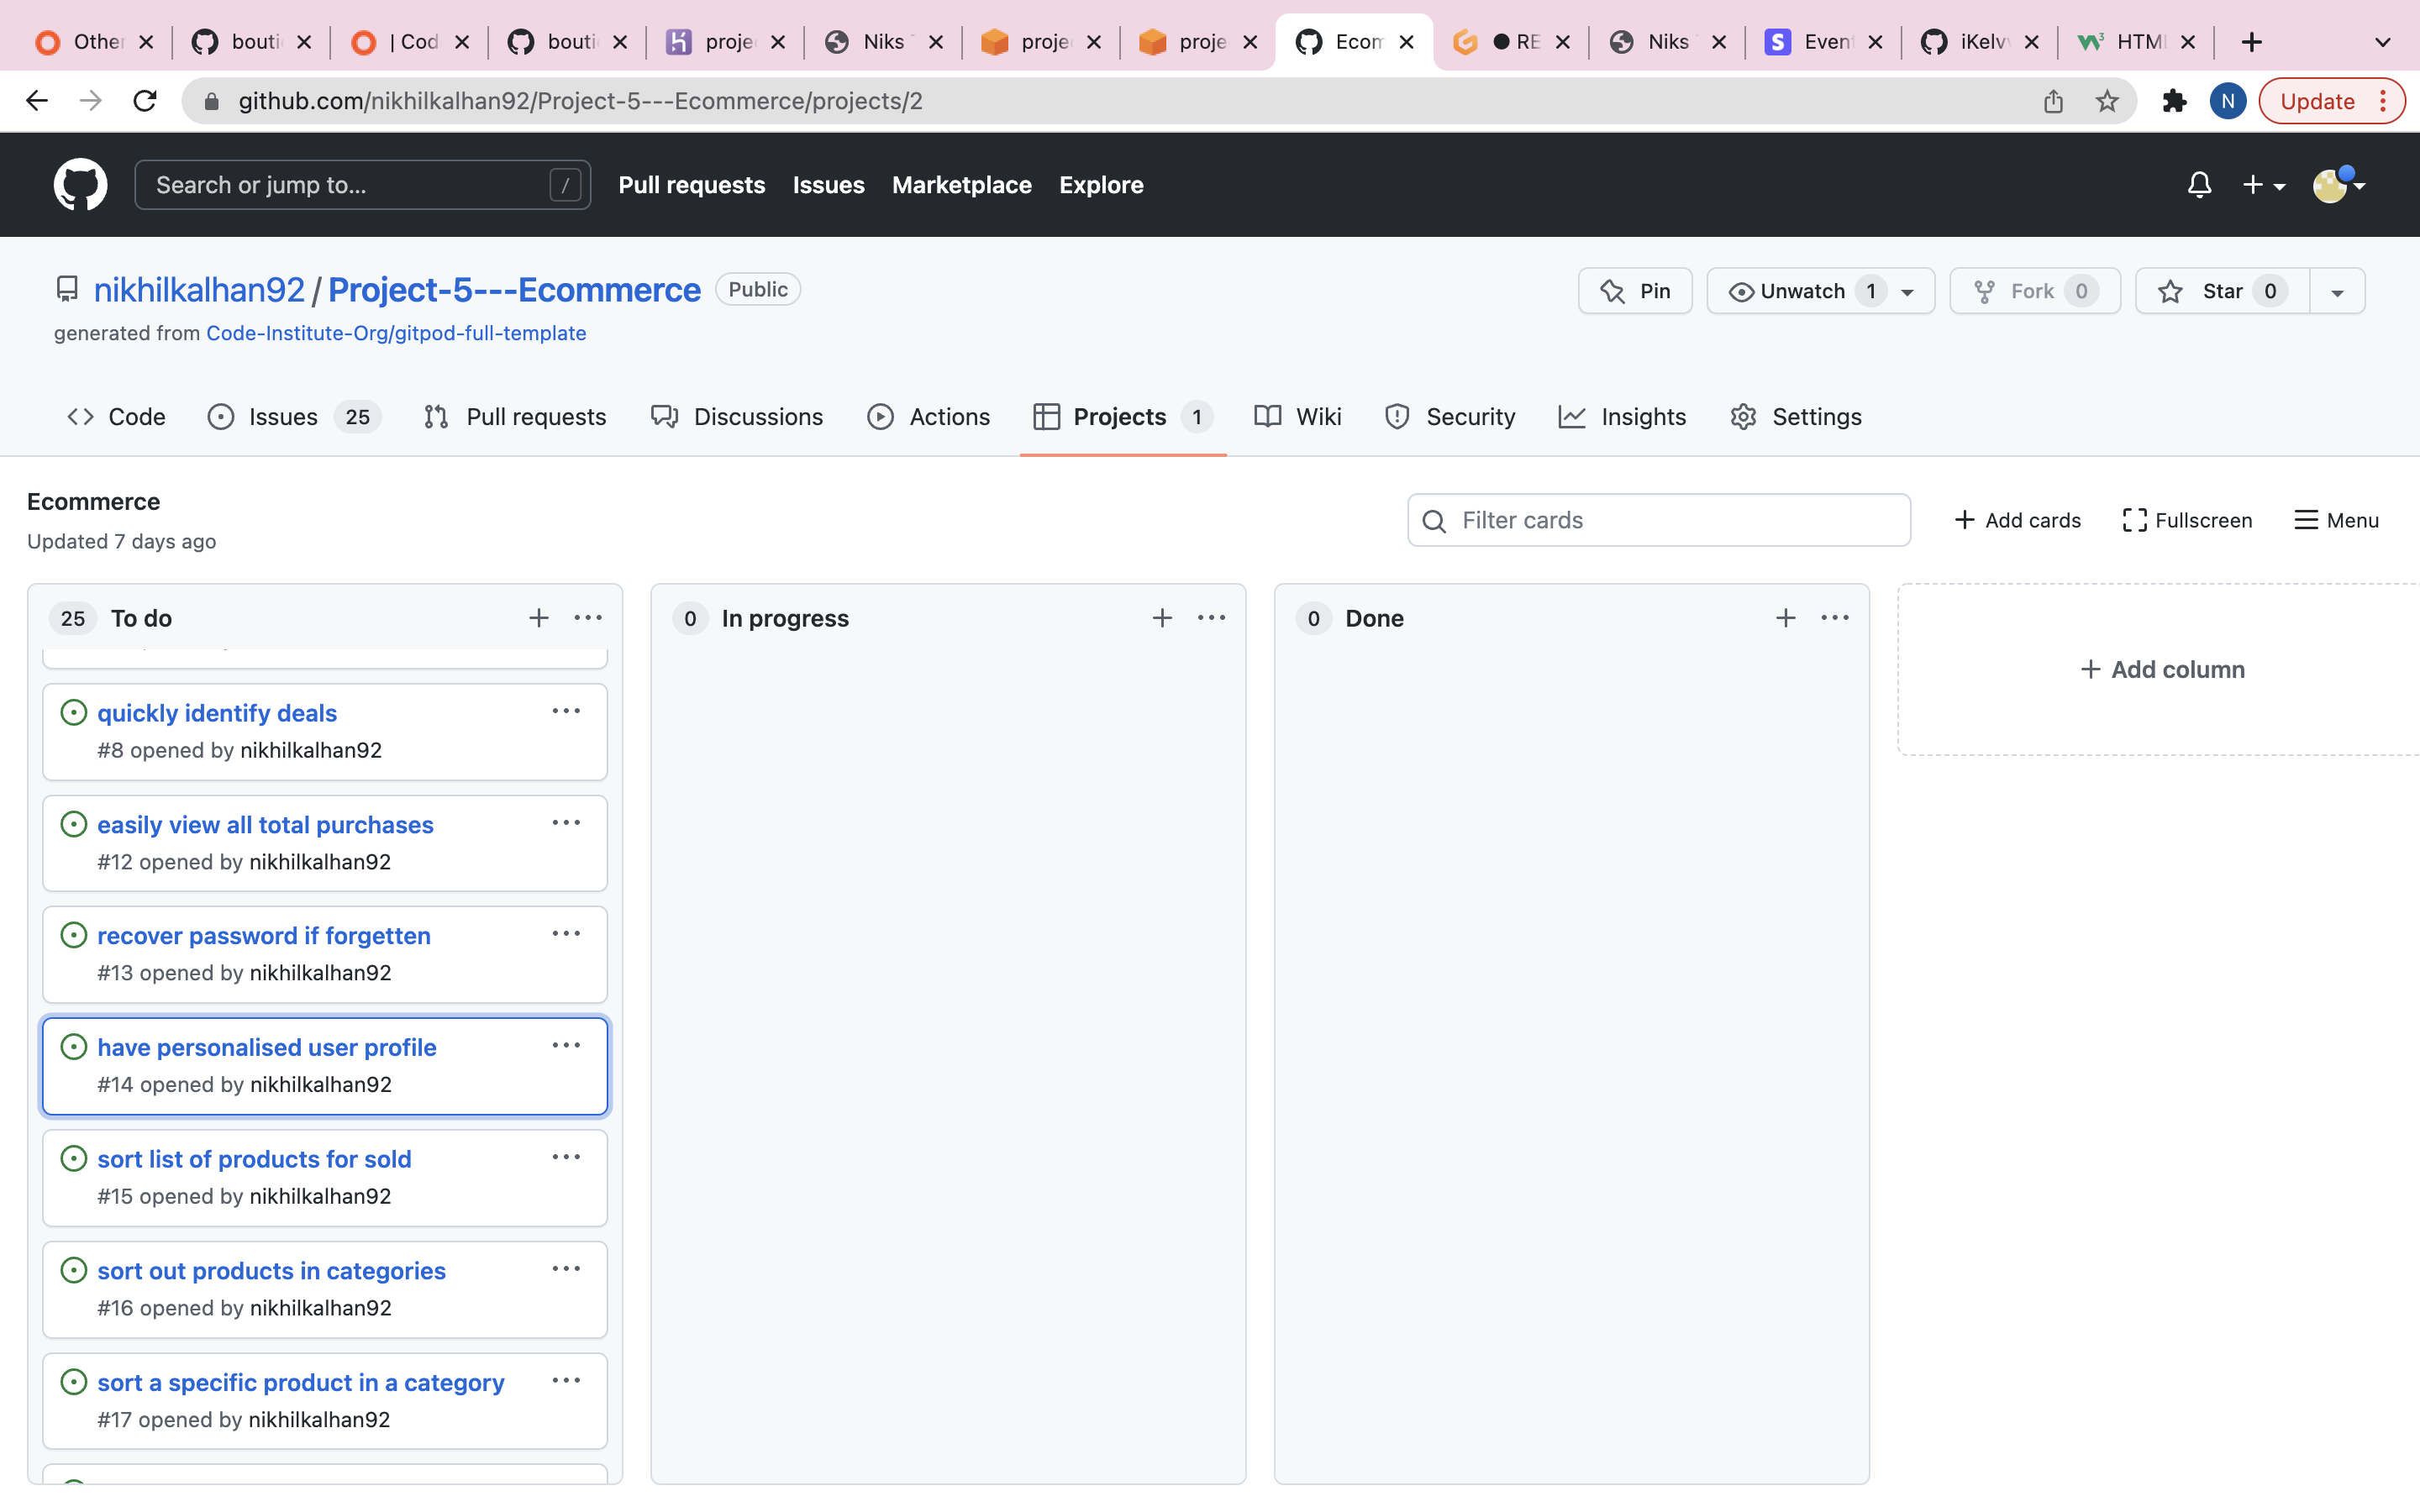 Other
bouti
| Cod
bouti
proje
Niks
proje
proje
Ecom
RE
Niks
Even
iKelv
HTML
github.com/nikhilkalhan92/Project-5---Ecommerce/projects/2
N
Update
Search or jump to...
/
Pull requests
Issues
Marketplace
Explore
nikhilkalhan92 / Project-5---Ecommerce
Public
Pin
Unwatch 1
Fork 0
Star 0
generated from Code-Institute-Org/gitpod-full-template
Code
Issues 25
Pull requests
Discussions
Actions
Projects 1
Wiki
Security
Insights
Settings
Ecommerce
Updated 7 days ago
Filter cards
Add cards
Fullscreen
Menu
25 To do
0 In progress
0 Done
Add column
quickly identify deals
#8 opened by nikhilkalhan92
easily view all total purchases
#12 opened by nikhilkalhan92
recover password if forgetten
#13 opened by nikhilkalhan92
have personalised user profile
#14 opened by nikhilkalhan92
sort list of products for sold
#15 opened by nikhilkalhan92
sort out products in categories
#16 opened by nikhilkalhan92
sort a specific product in a category
#17 opened by nikhilkalhan92